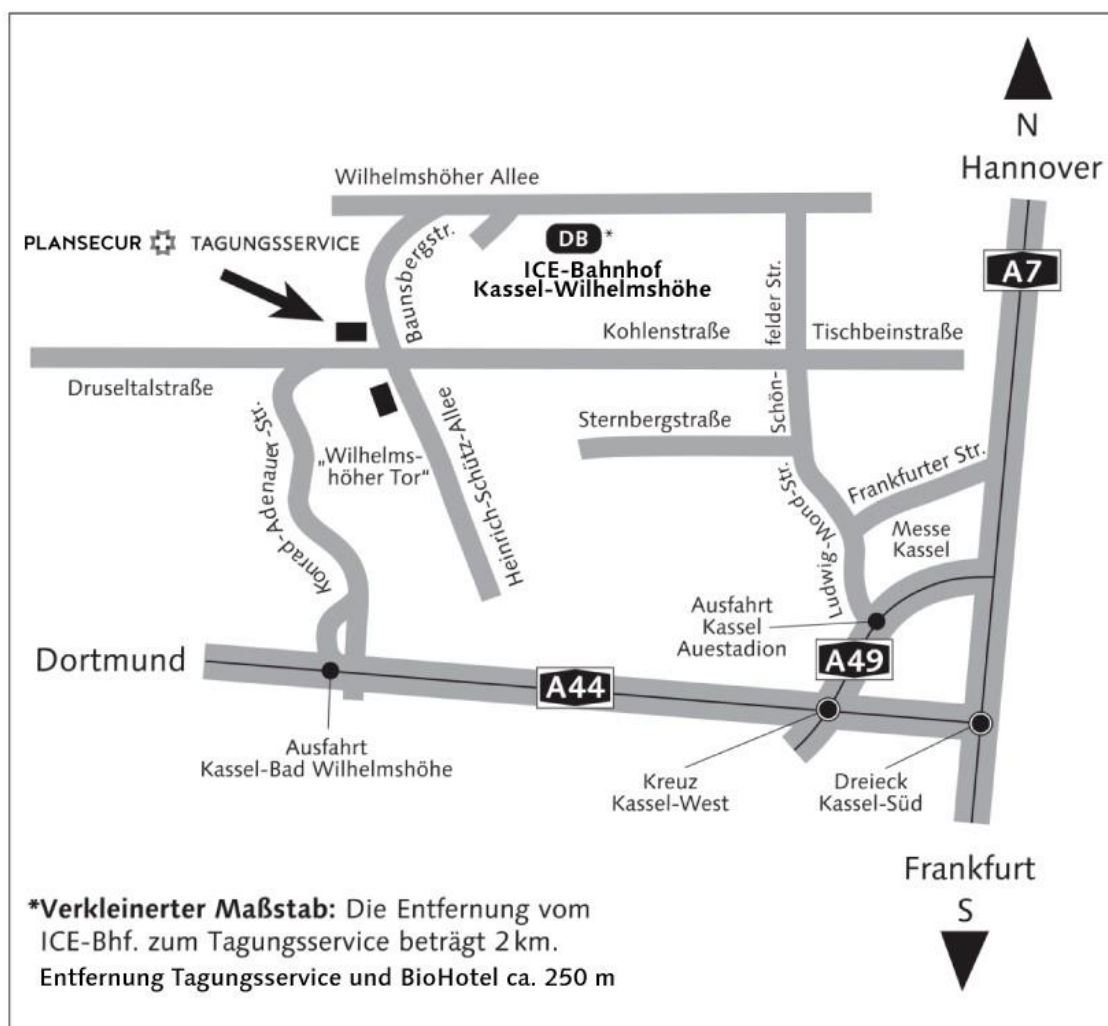 N
Hannover
Wilhelmshöher Allee
PLANSECUR TAGUNGSSERVICE
Baunsbergstr.
DB*
ICE-Bahnhof
Kassel-Wilhelmshöhe
Schön-
felder Str.
A7
Kohlenstraße
Tischbeinstraße
Druseltalstraße
Konrad-Adenauer-Str.
„Wilhelms-
höher Tor“
Heinrich-Schütz-Allee
Sternbergstraße
Ludwig-Mond-Str.
Frankfurter Str.
Messe
Kassel
Ausfahrt
Kassel
Auestadion
A49
Dortmund
A44
Ausfahrt
Kassel-Bad Wilhelmshöhe
Kreuz
Kassel-West
Dreieck
Kassel-Süd
Frankfurt
S
*Verkleinerter Maßstab: Die Entfernung vom
ICE-Bhf. zum Tagungsservice beträgt 2 km.
Entfernung Tagungsservice und BioHotel ca. 250 m